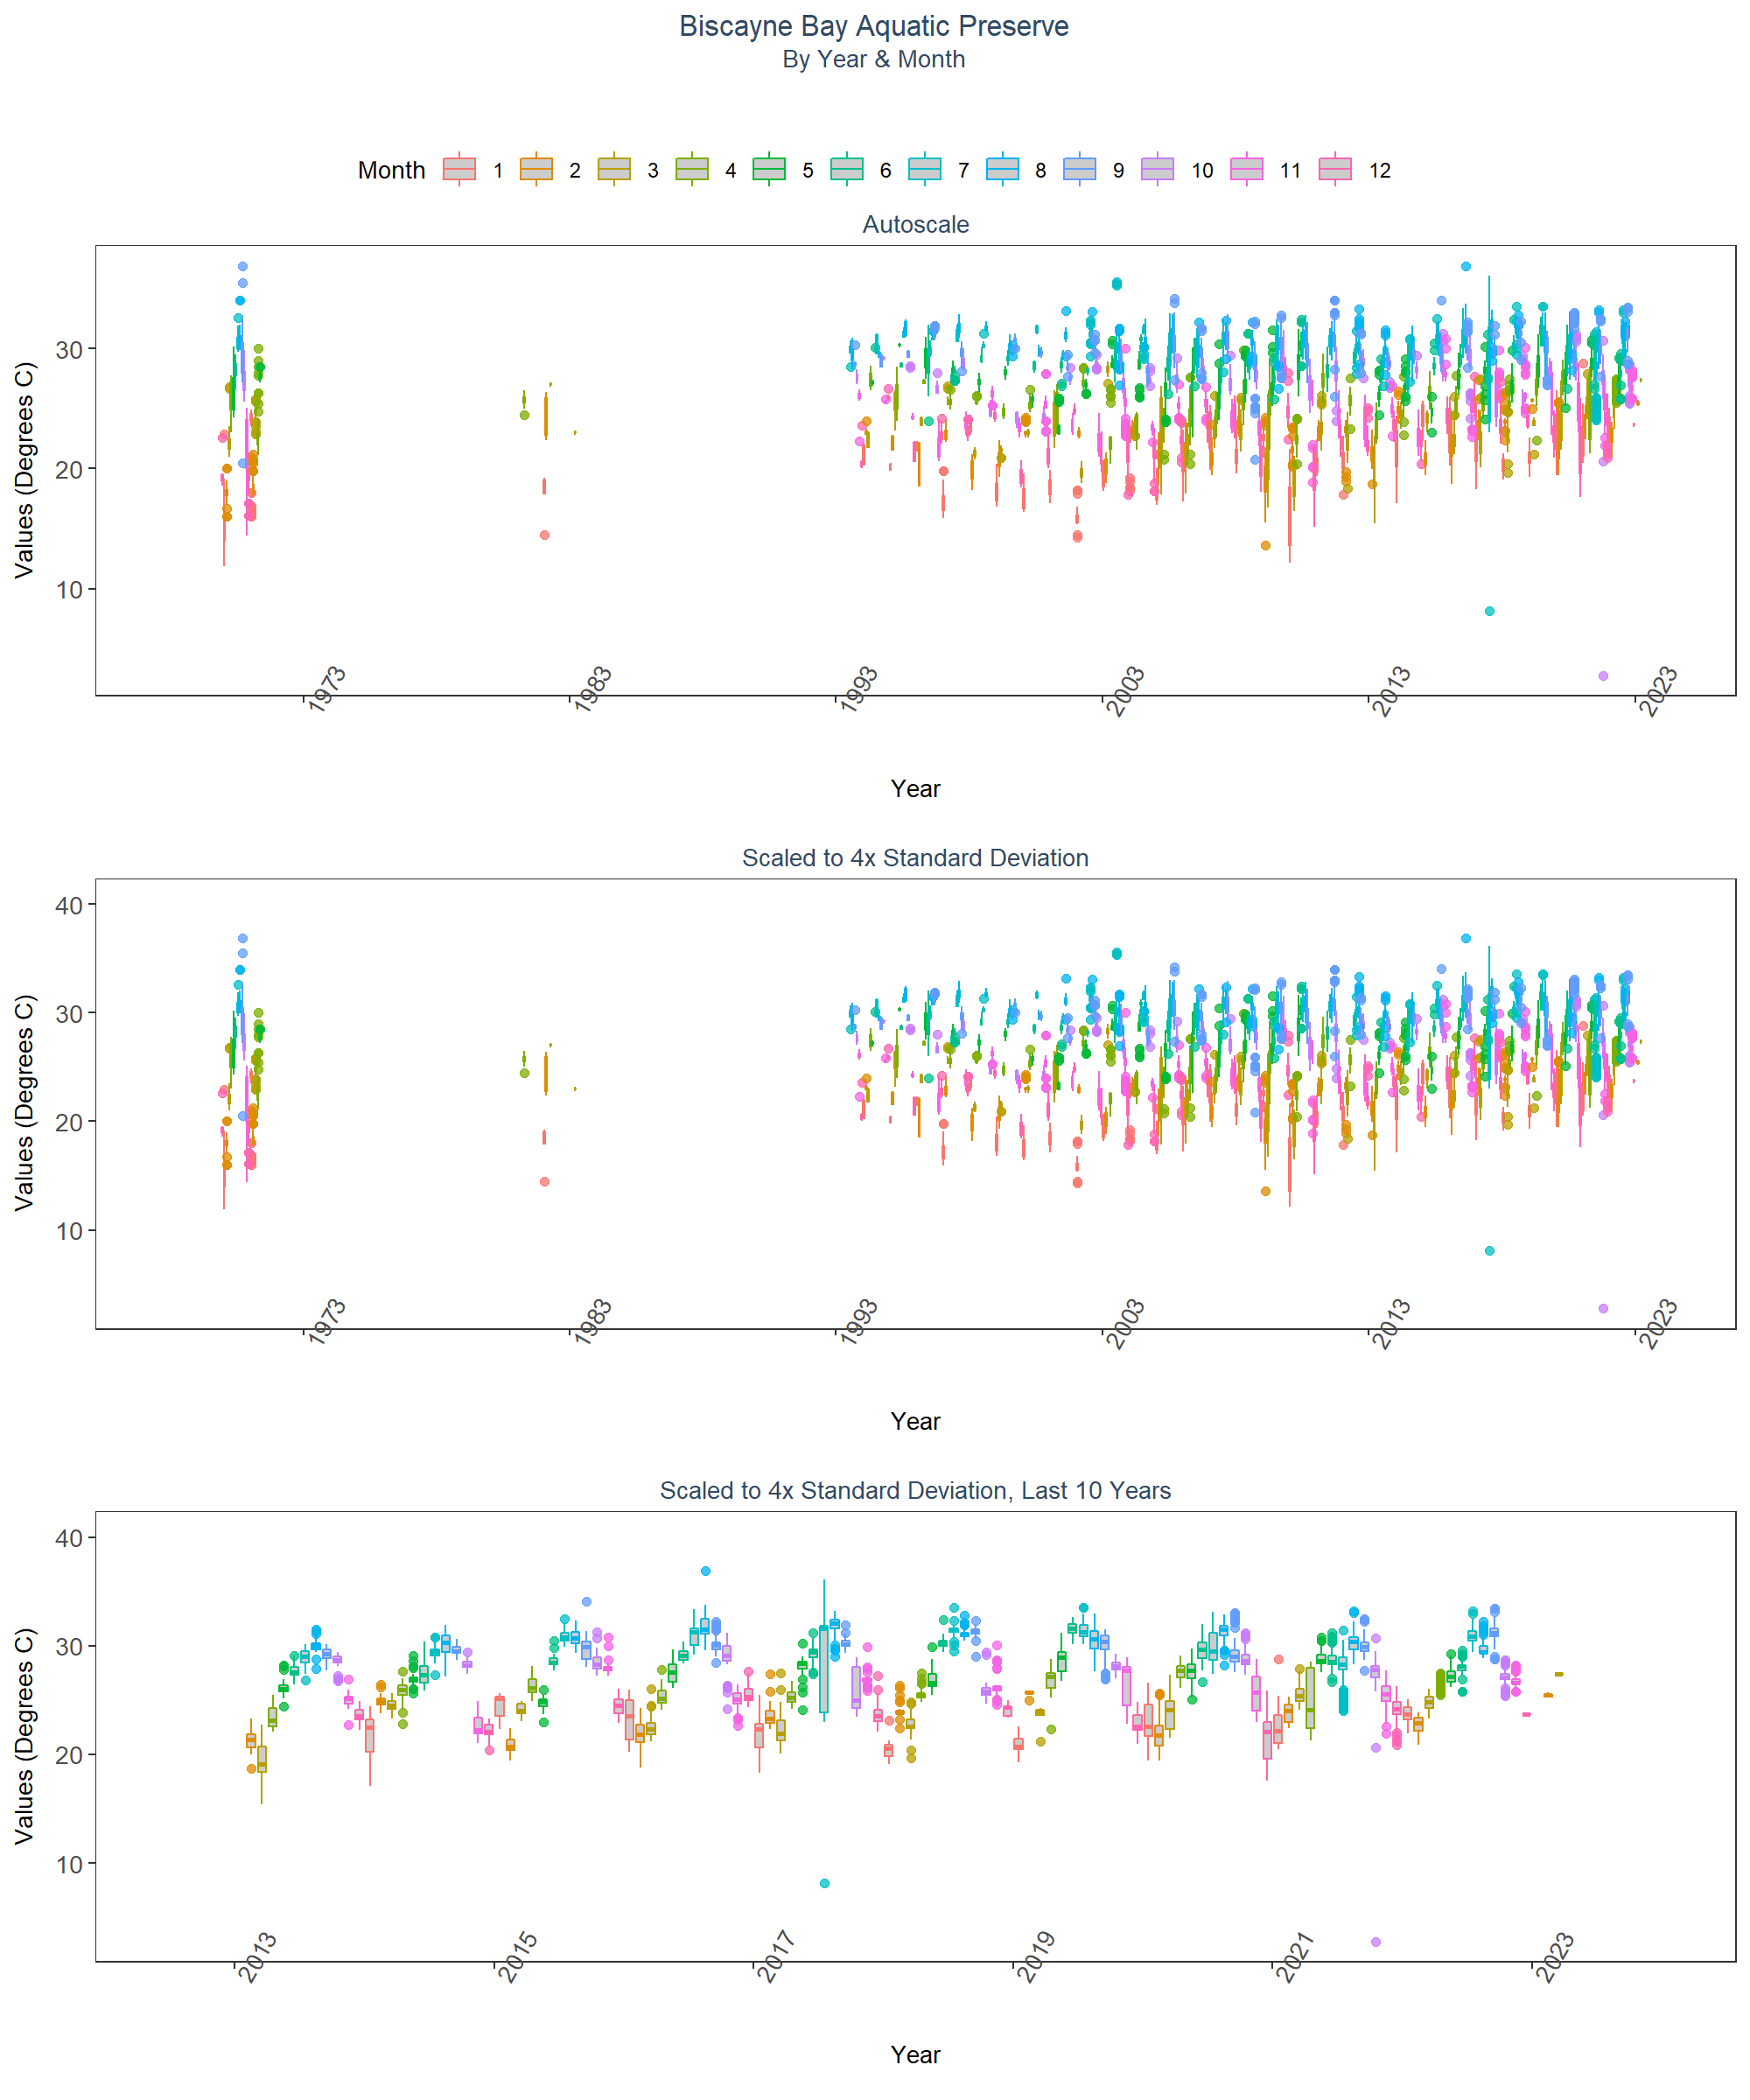 Biscayne Bay Aquatic Preserve
By Year & Month
Month 1 2 3 4 5 6 7 8 9 10 11 12
Autoscale
Values (Degrees C)
30
20
10
1973 1983 1993 2003 2013 2023
Year
Scaled to 4x Standard Deviation
Values (Degrees C)
40
30
20
10
1973 1983 1993 2003 2013 2023
Year
Scaled to 4x Standard Deviation, Last 10 Years
Values (Degrees C)
40
30
20
10
2013 2015 2017 2019 2021 2023
Year